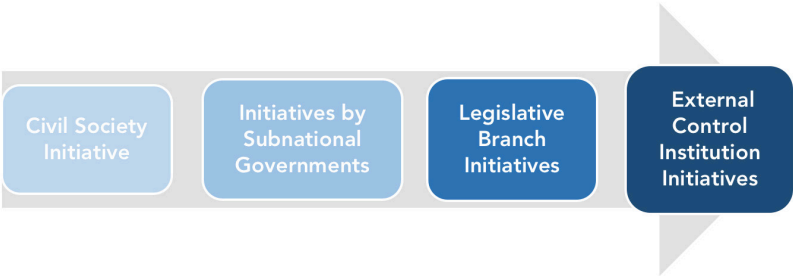 Civil Society
Initiative
Initiatives by
Subnational
Governments
Legislative
Branch
Initiatives
External
Control
Institution
Initiatives